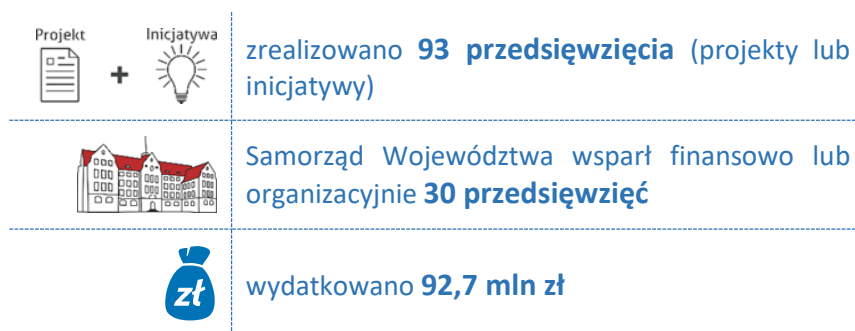 Projekt
Inicjatywa
+
zrealizowano 93 przedsięwzięcia (projekty lub
inicjatywy)
Samorząd Województwa wsparł finansowo lub
organizacyjnie 30 przedsięwzięć
zł
wydatkowano 92,7 mln zł